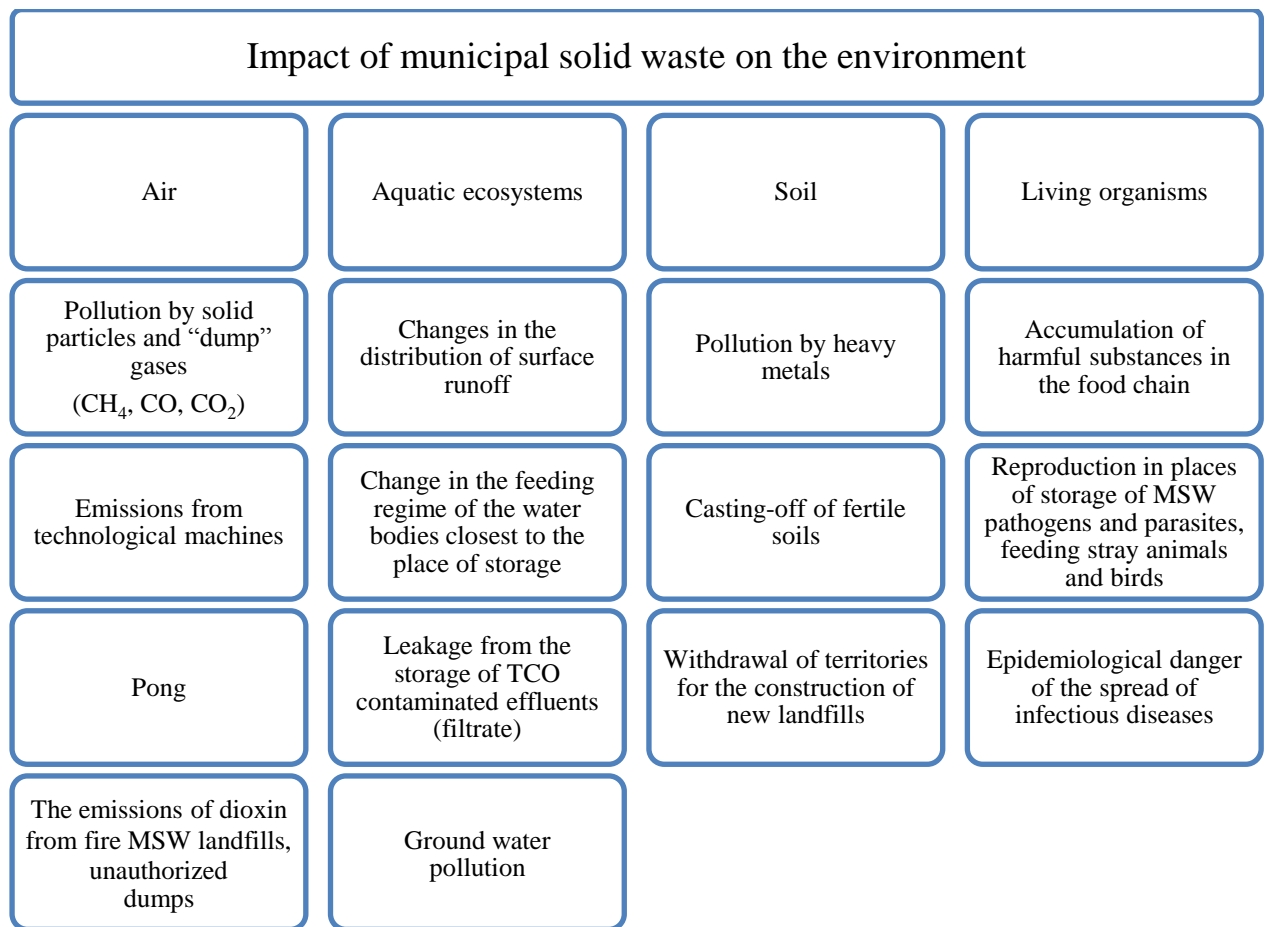 Impact of municipal solid waste on the environment
Air
Aquatic ecosystems
Soil
Living organisms
Pollution by solid
particles and “dump”
gases
(CH₄, CO, CO₂)
Changes in the
distribution of surface
runoff
Pollution by heavy
metals
Accumulation of
harmful substances in
the food chain
Emissions from
technological machines
Change in the feeding
regime of the water
bodies closest to the
place of storage
Casting-off of fertile
soils
Reproduction in places
of storage of MSW
pathogens and parasites,
feeding stray animals
and birds
Pong
Leakage from the
storage of TCO
contaminated effluents
(filtrate)
Withdrawal of territories
for the construction of
new landfills
Epidemiological danger
of the spread of
infectious diseases
The emissions of dioxin
from fire MSW landfills,
unauthorized
dumps
Ground water
pollution